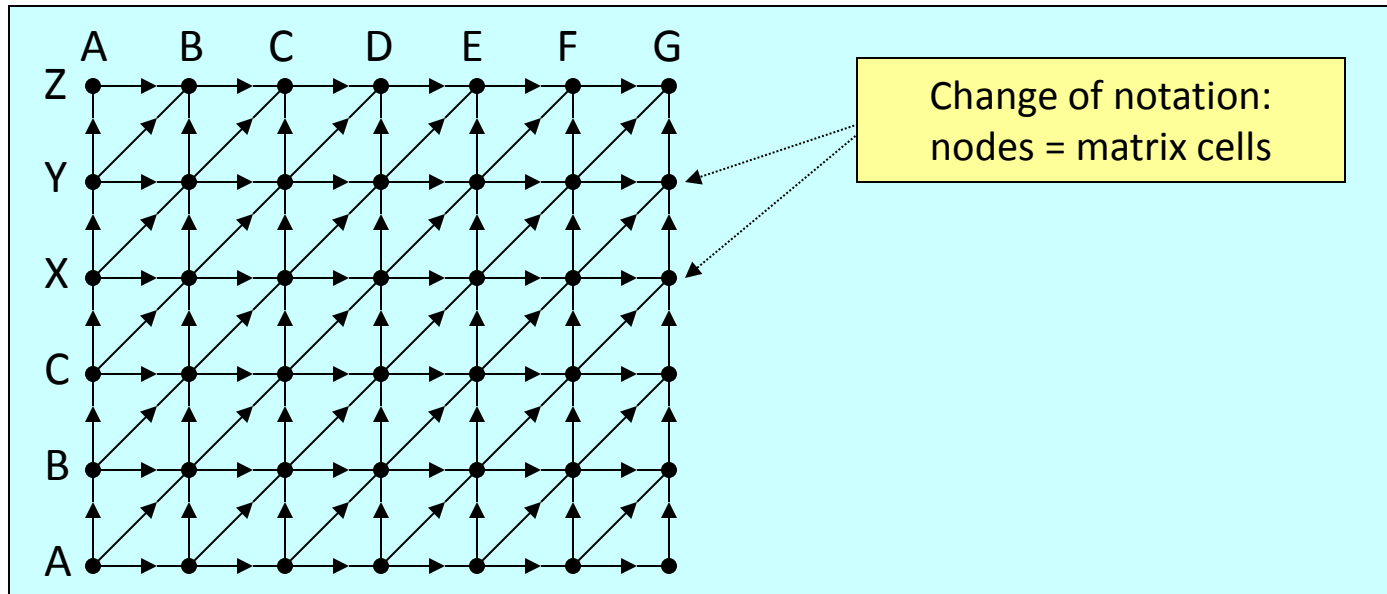 A B C D E F G
Z
Y
X
C
B
A
Change of notation:
nodes = matrix cells